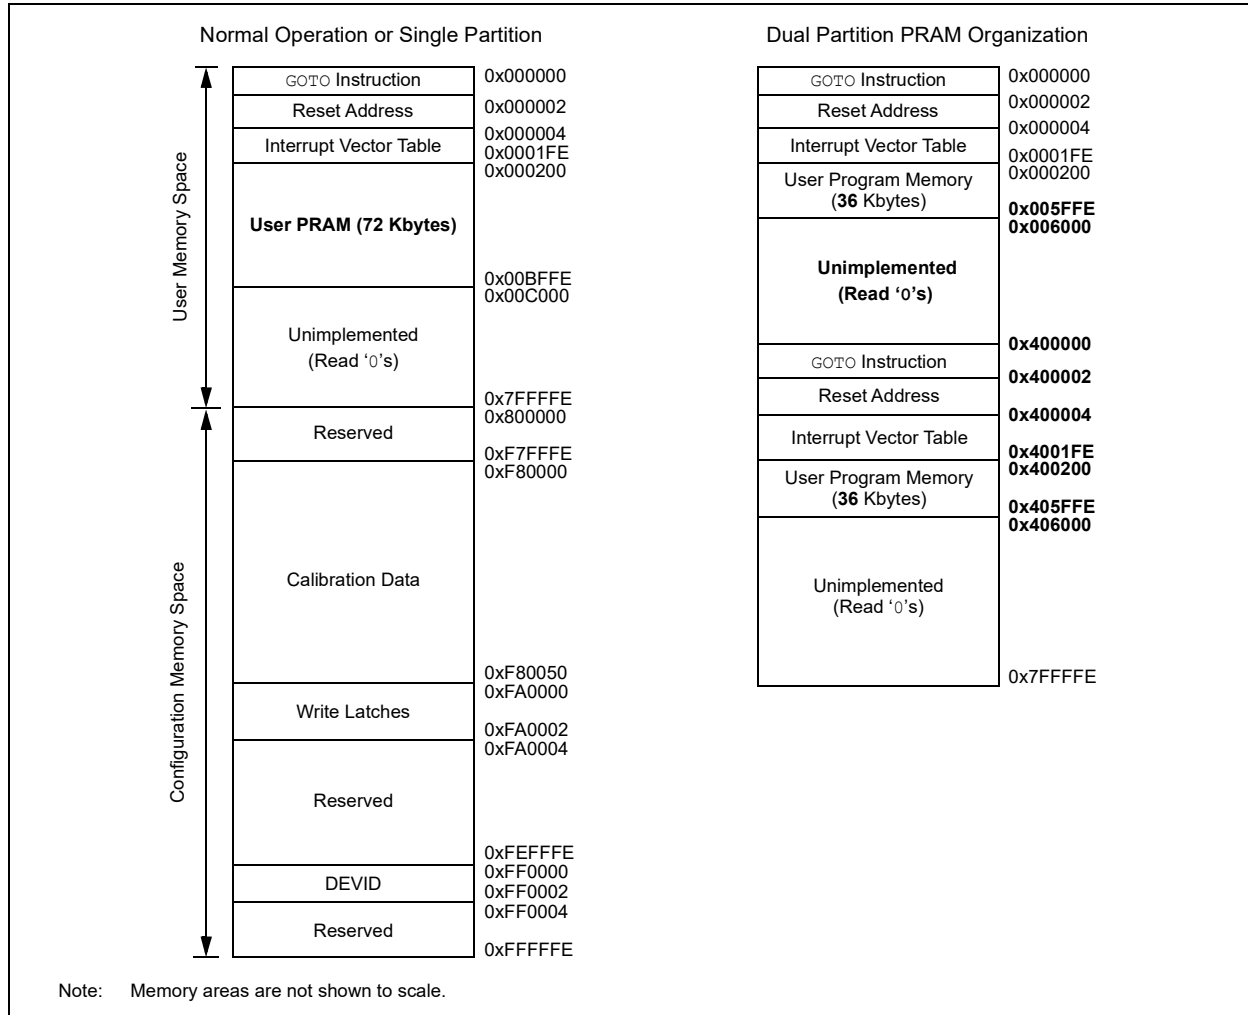 Normal Operation or Single Partition
User Memory Space
GOTO Instruction
0x000000
Reset Address
0x000002
0x000004
Interrupt Vector Table
0x0001FE
0x000200
User PRAM (72 Kbytes)
0x00BFFE
0x00C000
Unimplemented
(Read ‘0’s)
0x7FFFFE
Configuration Memory Space
0x800000
Reserved
0xF7FFFE
0xF80000
Calibration Data
0xF80050
0xFA0000
Write Latches
0xFA0002
0xFA0004
Reserved
0xFEFFFE
0xFF0000
DEVID
0xFF0002
0xFF0004
Reserved
0xFFFFFE
Dual Partition PRAM Organization
GOTO Instruction
0x000000
Reset Address
0x000002
0x000004
Interrupt Vector Table
0x0001FE
0x000200
User Program Memory
(36 Kbytes)
0x005FFE
0x006000
Unimplemented
(Read ‘0’s)
0x400000
GOTO Instruction
0x400002
Reset Address
0x400004
Interrupt Vector Table
0x4001FE
0x400200
User Program Memory
(36 Kbytes)
0x405FFE
0x406000
Unimplemented
(Read ‘0’s)
0x7FFFFE
Note: Memory areas are not shown to scale.